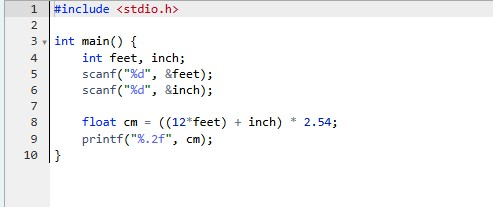 1 #include <stdio.h>
2
3 int main() {
4     int feet, inch;
5     scanf("%d", &feet);
6     scanf("%d", &inch);
7
8     float cm = ((12*feet) + inch) * 2.54;
9     printf("%.2f", cm);
10 }